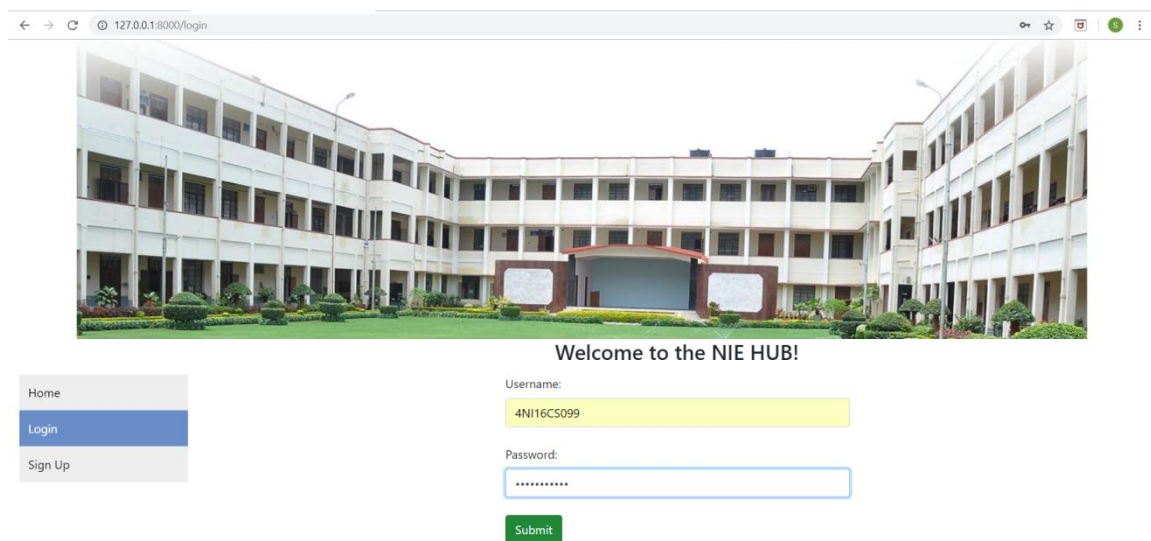 127.0.0.1:8000/login
S
Welcome to the NIE HUB!
Home
Login
Sign Up
Username:
4NI16CS099
Password:
•••••••••••
Submit